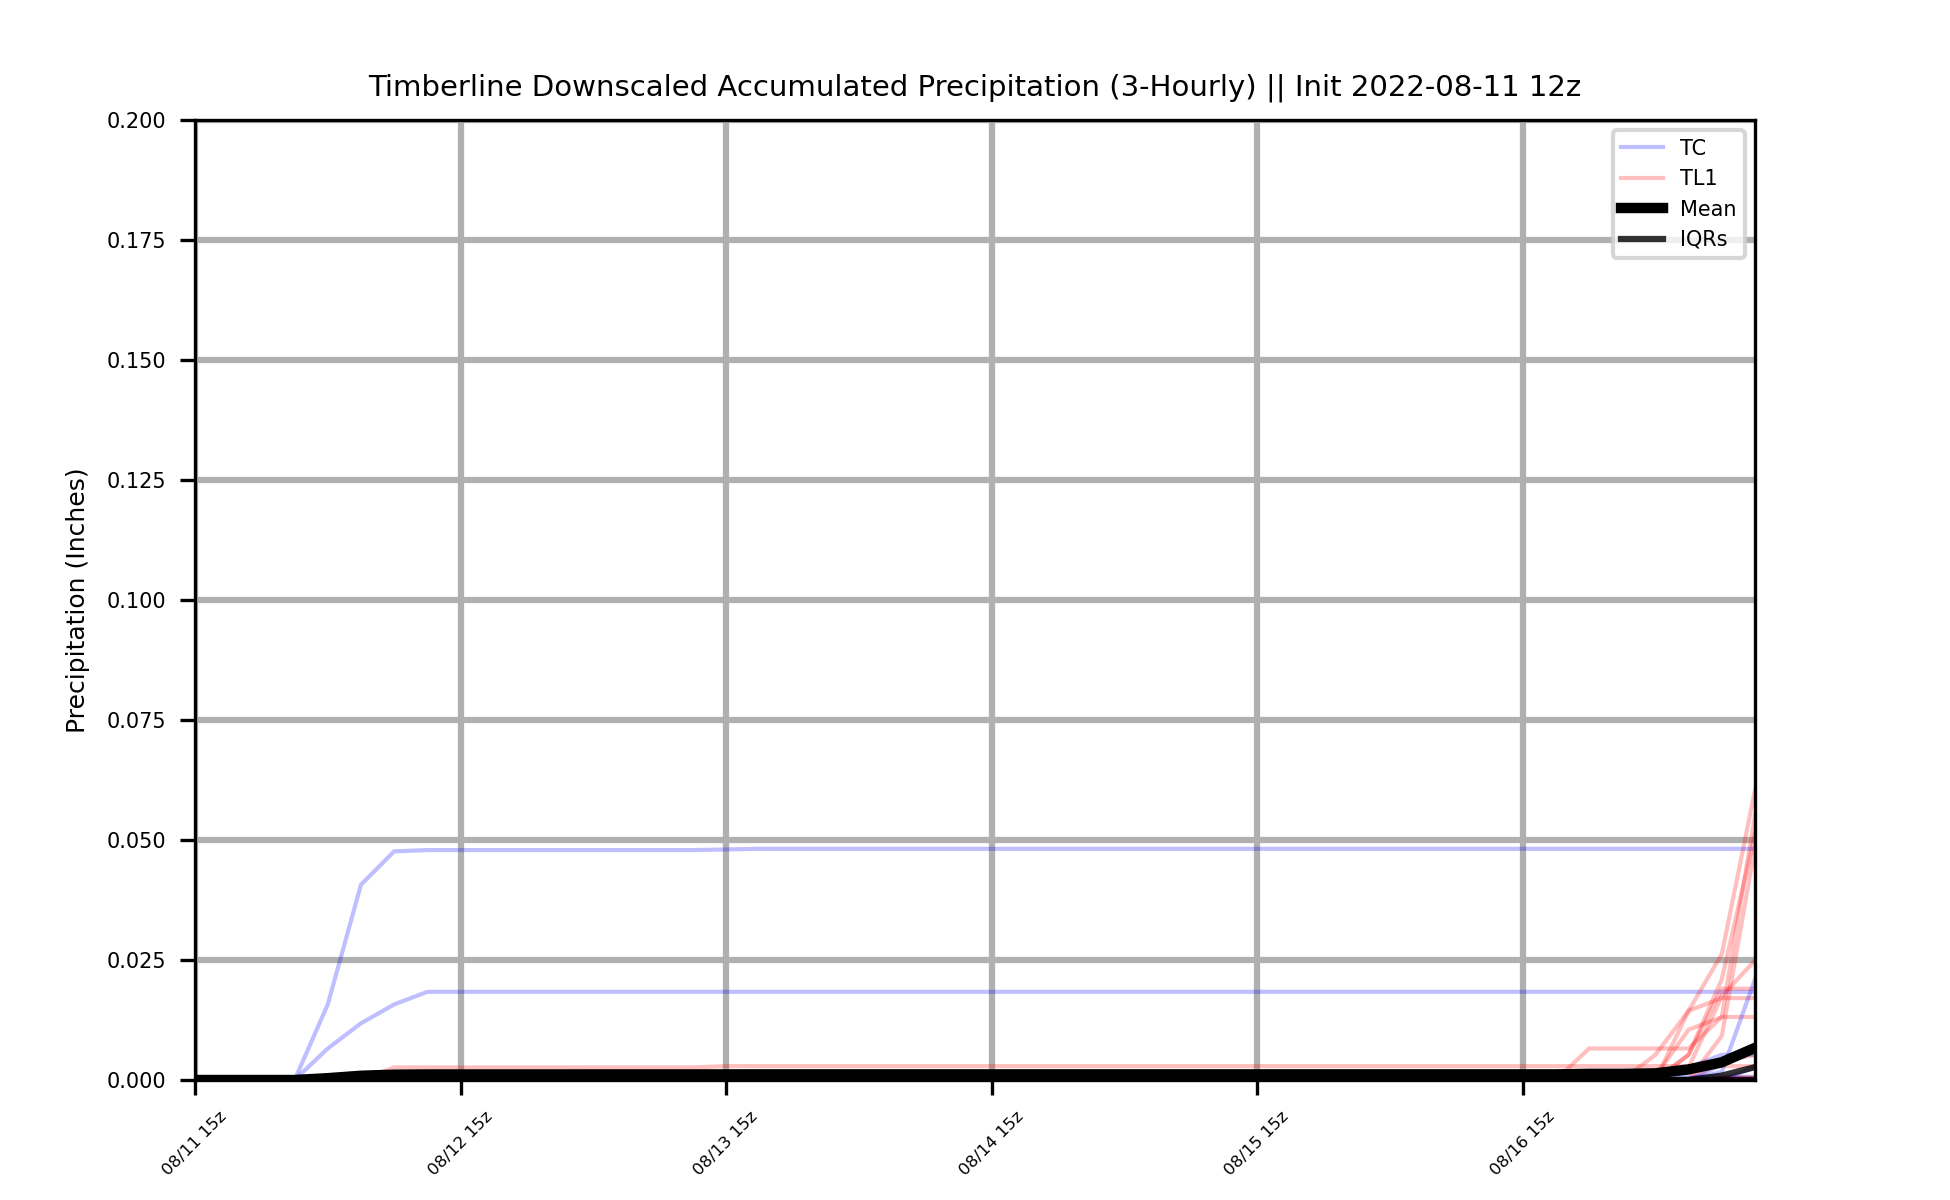 Timberline Downscaled Accumulated Precipitation (3-Hourly) || Init 2022-08-11 12z
0.200
0.175
0.150
0.125
0.100
0.075
0.050
0.025
0.000
Precipitation (Inches)
TC
TL1
Mean
IQRs
08/11 15z
08/12 15z
08/13 15z
08/14 15z
08/15 15z
08/16 15z